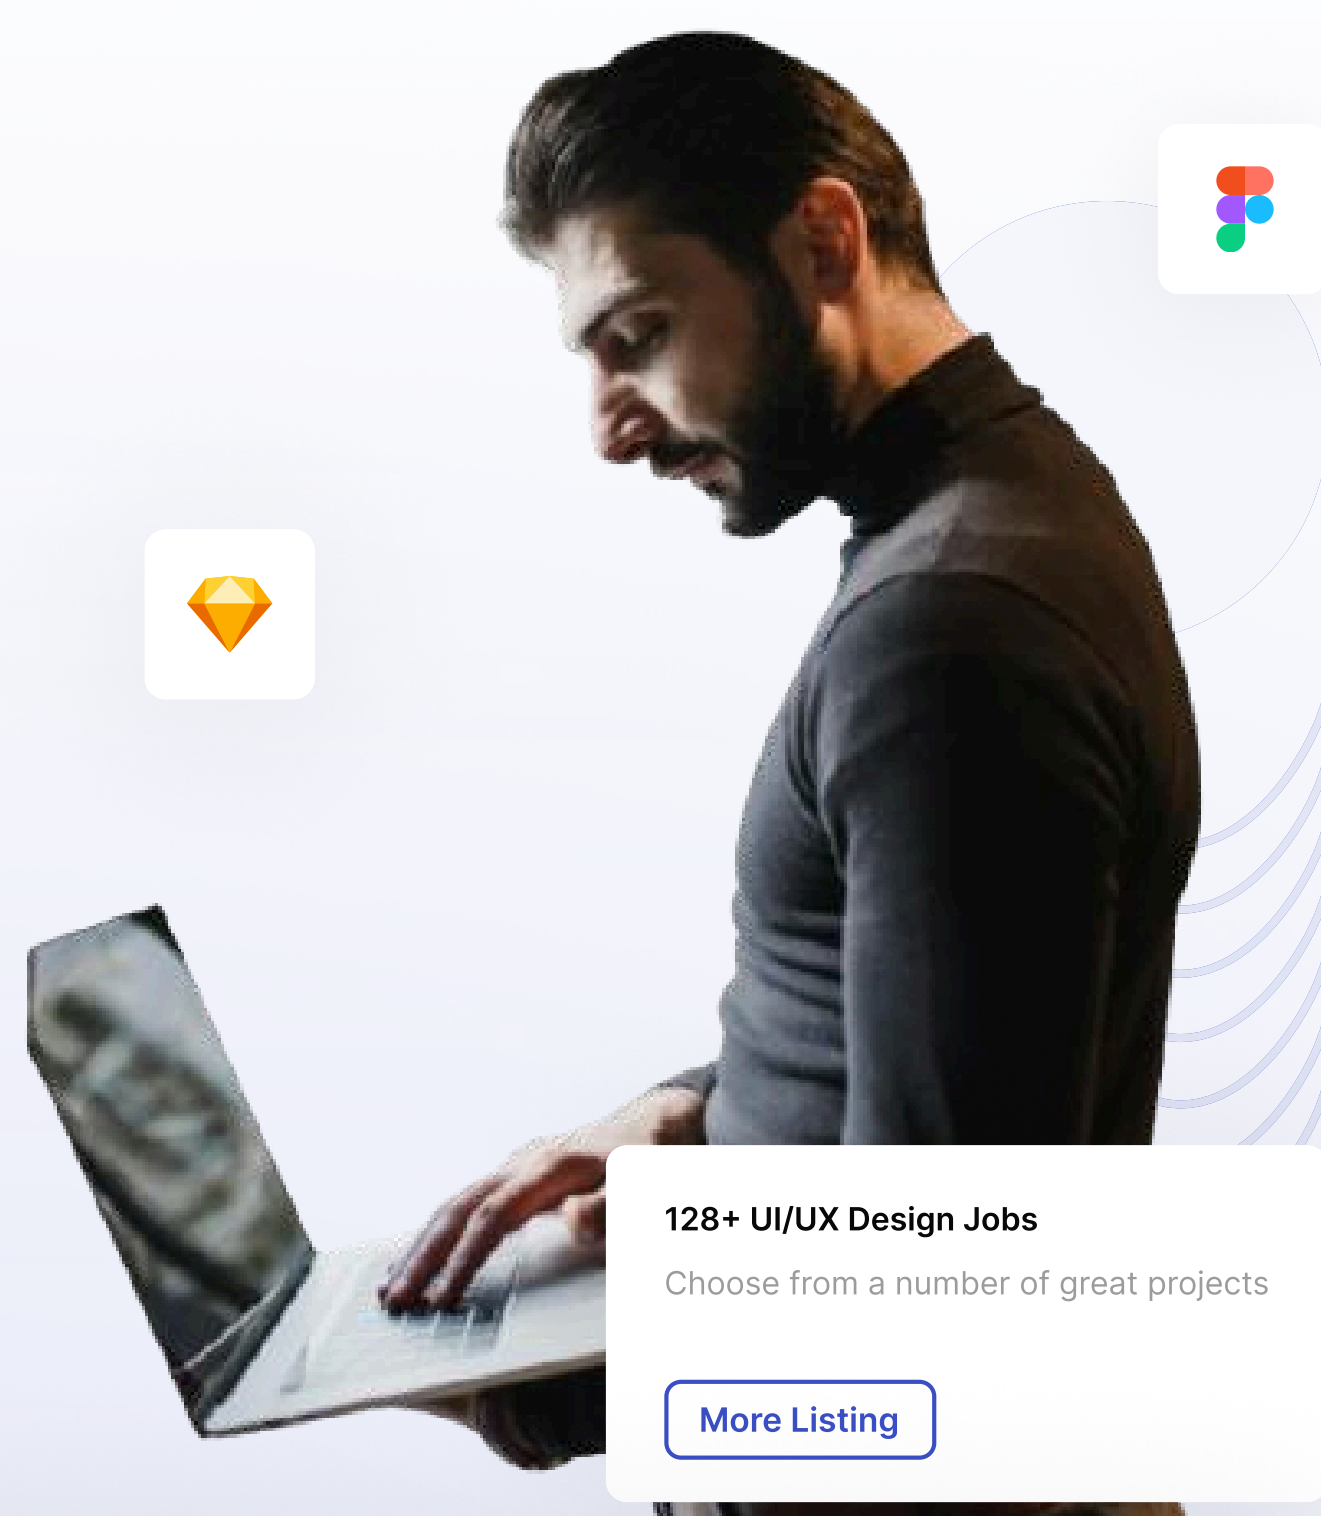 128+ UI/UX Design Jobs
Choose from a number of great projects
More Listing